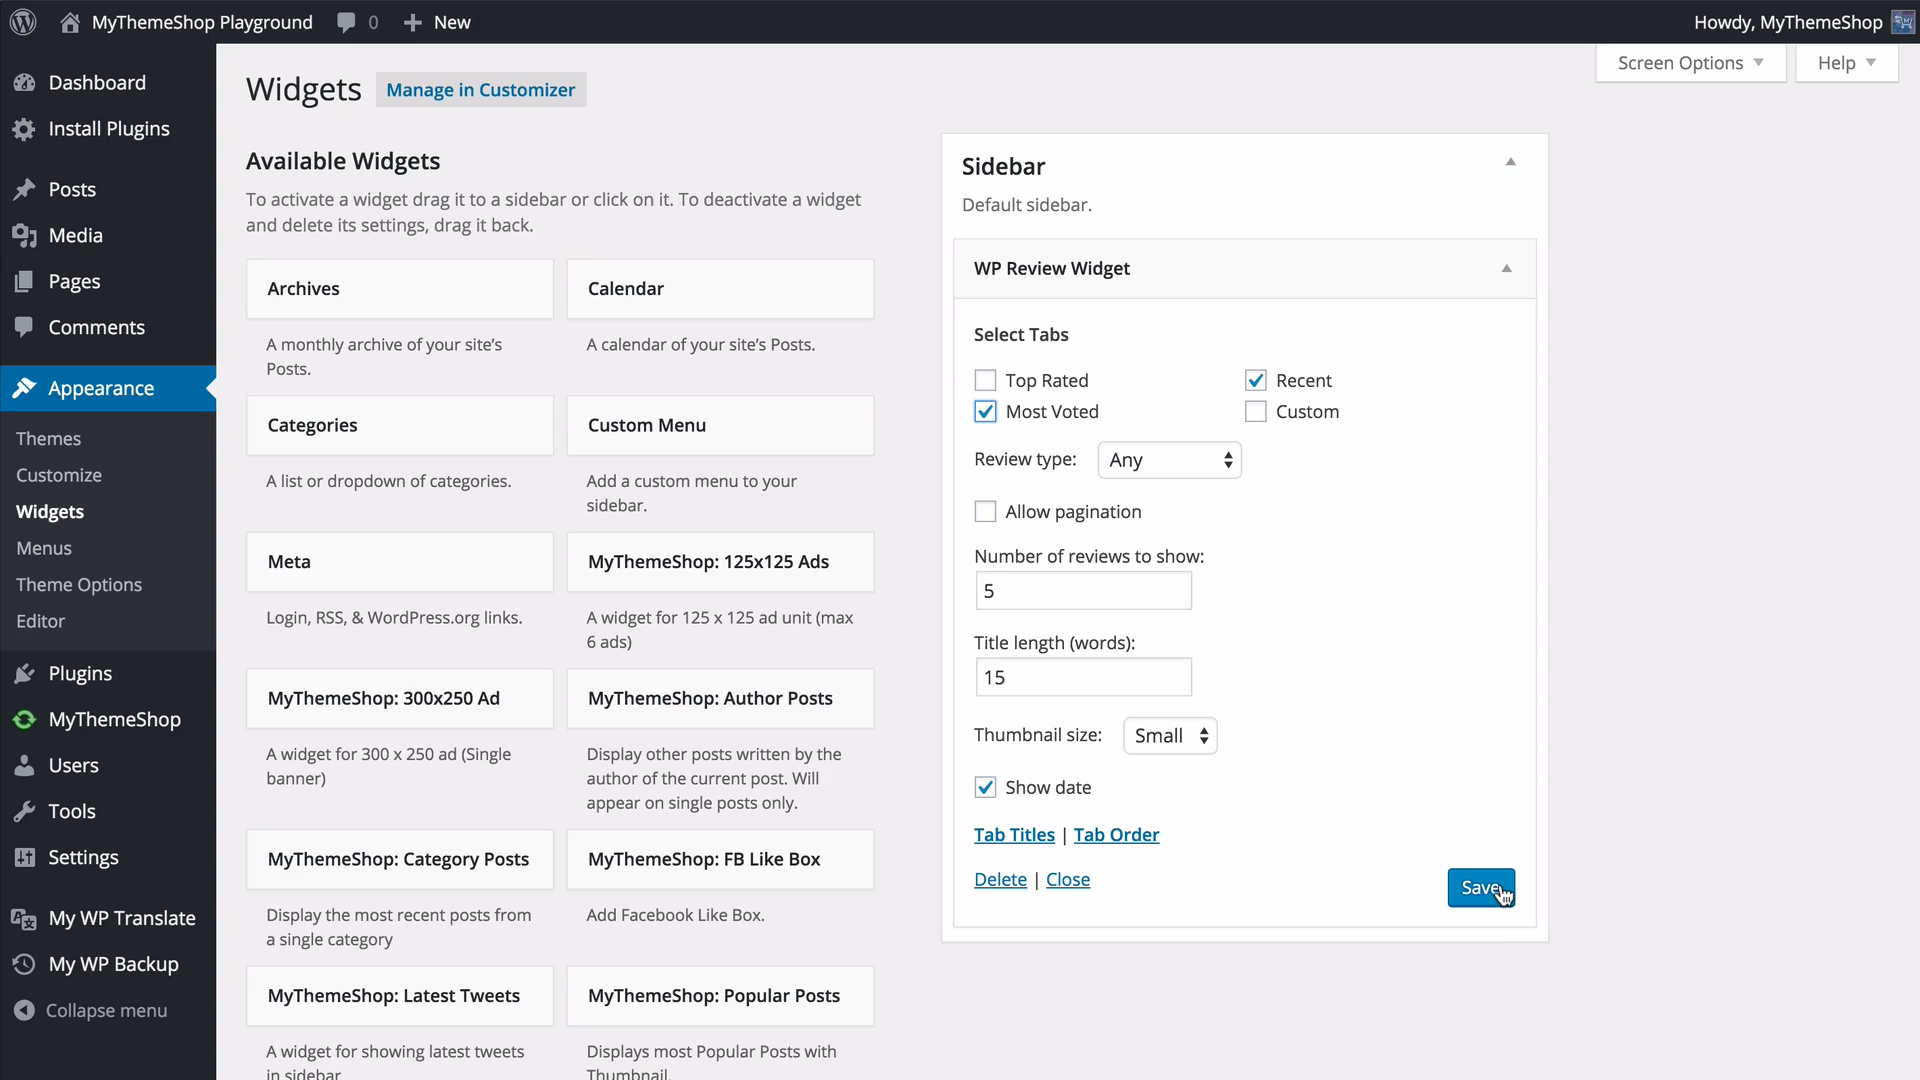 MyThemeShop Playground
0
New
Howdy, MyThemeShop
Screen Options
Help
Dashboard
Install Plugins
Posts
Media
Pages
Comments
Appearance
Themes
Customize
Widgets
Menus
Theme Options
Editor
Plugins
MyThemeShop
Users
Tools
Settings
My WP Translate
My WP Backup
Collapse menu
Widgets
Manage in Customizer
Available Widgets
To activate a widget drag it to a sidebar or click on it. To deactivate a widget
and delete its settings, drag it back.
Archives
A monthly archive of your site's
Posts.
Calendar
A calendar of your site's Posts.
Categories
A list or dropdown of categories.
Custom Menu
Add a custom menu to your
sidebar.
Meta
Login, RSS, & WordPress.org links.
MyThemeShop: 125x125 Ads
A widget for 125 x 125 ad unit (max
6 ads)
MyThemeShop: 300x250 Ad
A widget for 300 x 250 ad (Single
banner)
MyThemeShop: Author Posts
Display other posts written by the
author of the current post. Will
appear on single posts only.
MyThemeShop: Category Posts
Display the most recent posts from
a single category
MyThemeShop: FB Like Box
Add Facebook Like Box.
MyThemeShop: Latest Tweets
A widget for showing latest tweets
in sidebar
MyThemeShop: Popular Posts
Displays most Popular Posts with
Thumbnail.
Sidebar
Default sidebar.
WP Review Widget
Select Tabs
Top Rated
Recent
Most Voted
Custom
Review type:
Any
Allow pagination
Number of reviews to show:
5
Title length (words):
15
Thumbnail size:
Small
Show date
Tab Titles | Tab Order
Delete | Close
Save